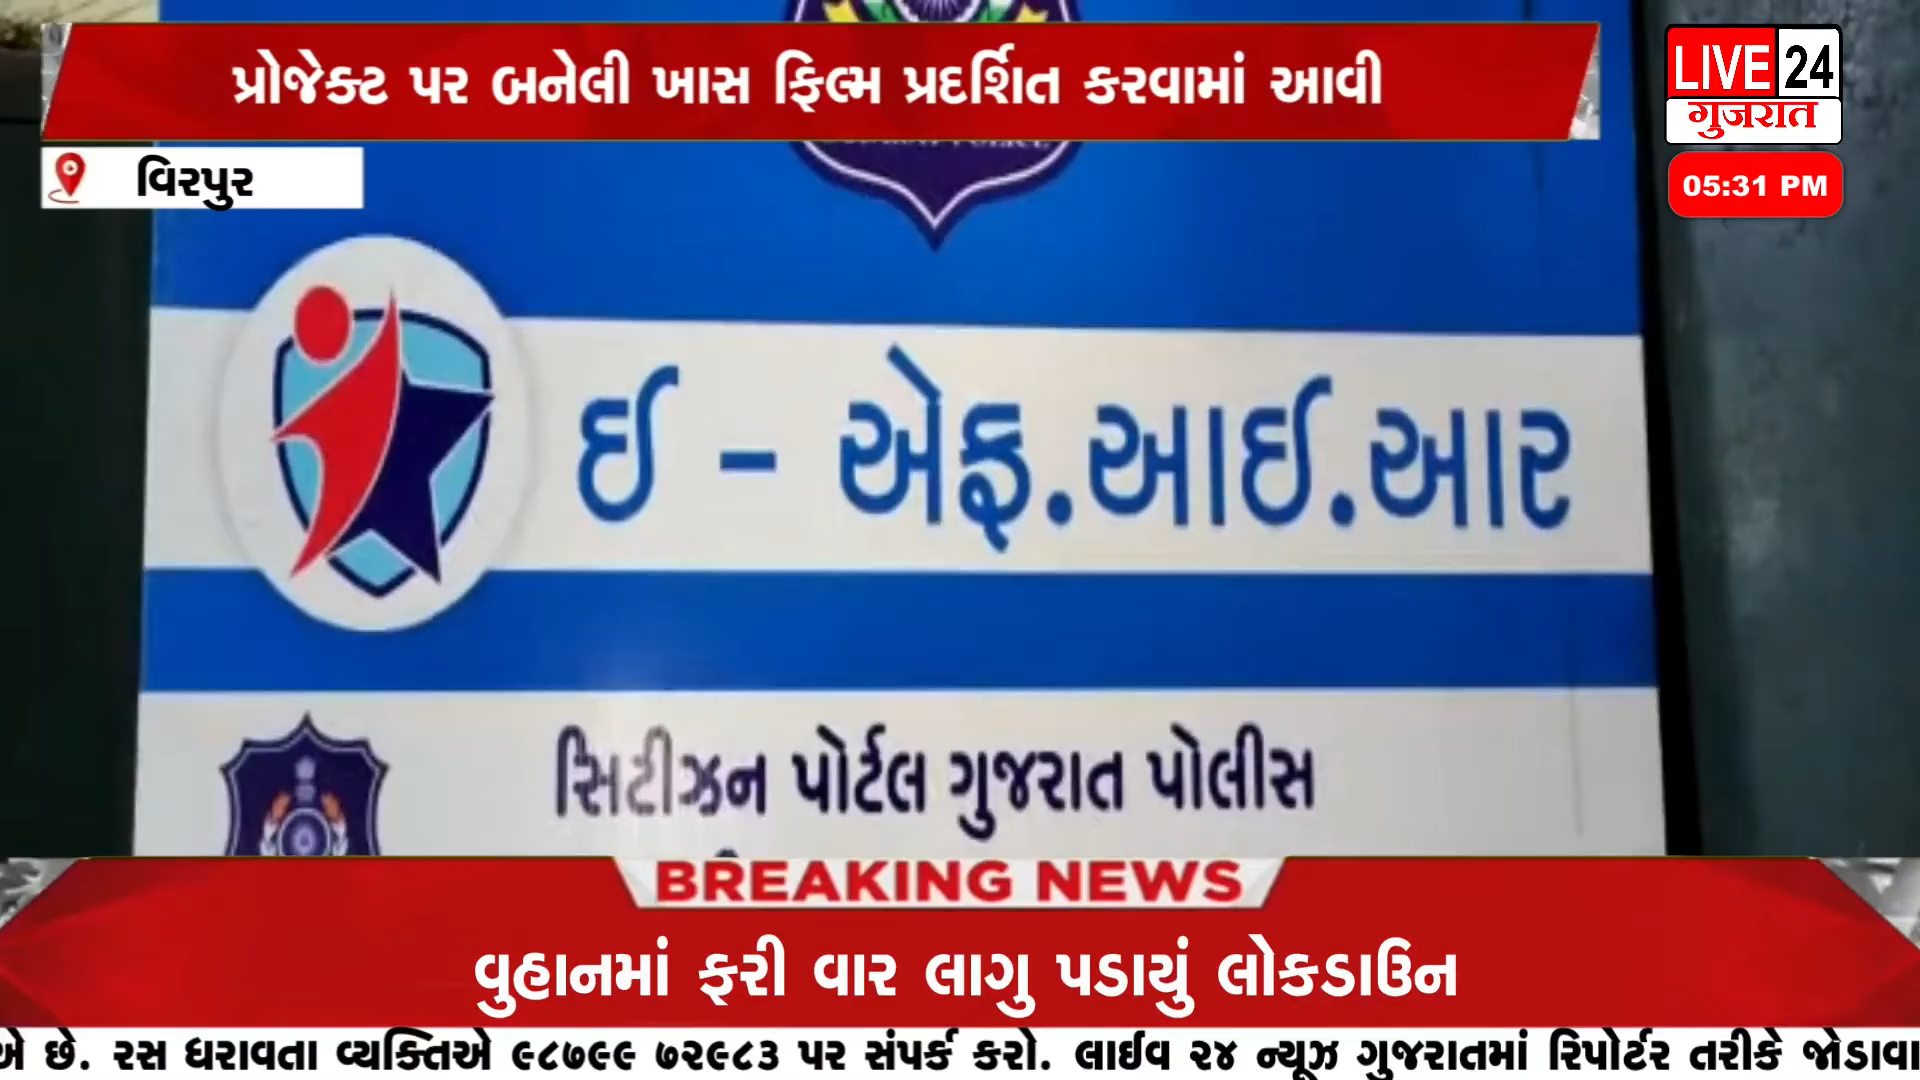 પ્રોજેક્ટ પર બનેલી ખાસ ફિલ્મ પ્રદર્શિત કરવામાં આવી
LIVE 24
ગુજરાત
વિરપુર
05:31 PM
ઈ - એફ.આઈ.આર
સિટીઝન પોર્ટલ ગુજરાત પોલીસ
BREAKING NEWS
વુહાનમાં ફરી વાર લાગુ પડાયું લોકડાઉન
એ છે. રસ ધરાવતા વ્યક્તિએ ૯૮૭૯૯ ૭૨૯૮૩ પર સંપર્ક કરો. લાઈવ ૨૪ ન્યૂઝ ગુજરાતમાં રિપોર્ટર તરીકે જોડાવા